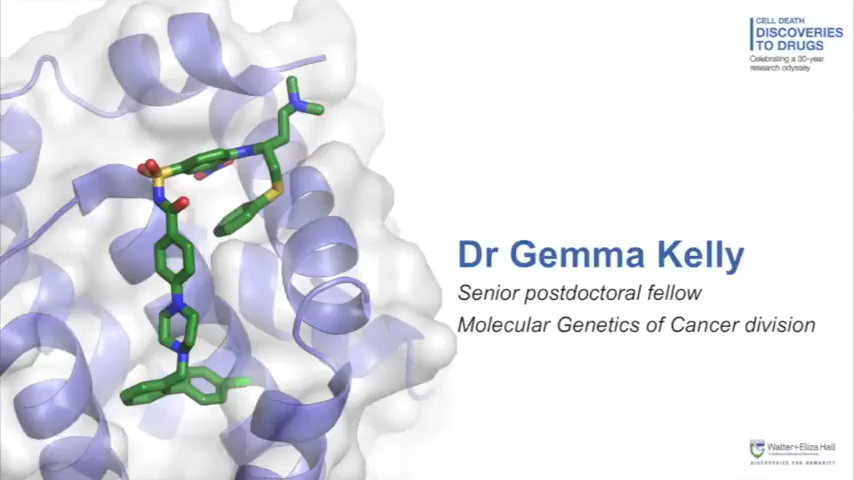 CELL DEATH
DISCOVERIES
TO DRUGS
Celebrating a 30-year
research odyssey
Dr Gemma Kelly
Senior postdoctoral fellow
Molecular Genetics of Cancer division
Walter+Eliza Hall
DISCOVERIES FOR HUMANITY